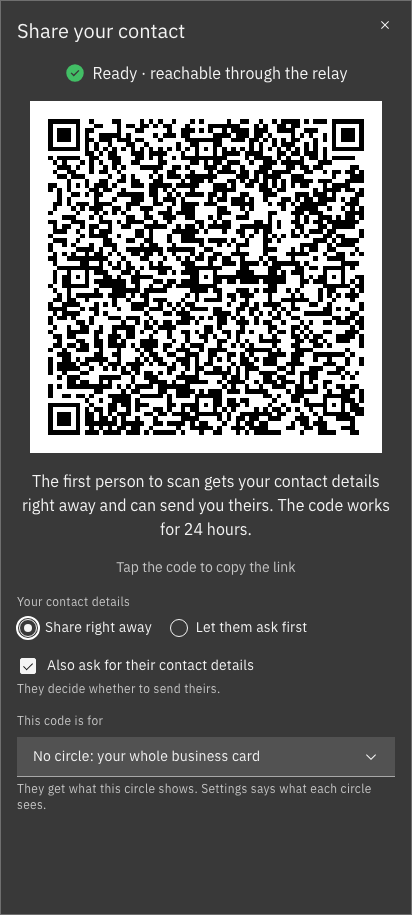 Share your contact
Ready · reachable through the relay
The first person to scan gets your contact details
right away and can send you theirs. The code works
for 24 hours.
Tap the code to copy the link
Your contact details
Share right away
Let them ask first
Also ask for their contact details
They decide whether to send theirs.
This code is for
No circle: your whole business card
They get what this circle shows. Settings says what each circle
sees.